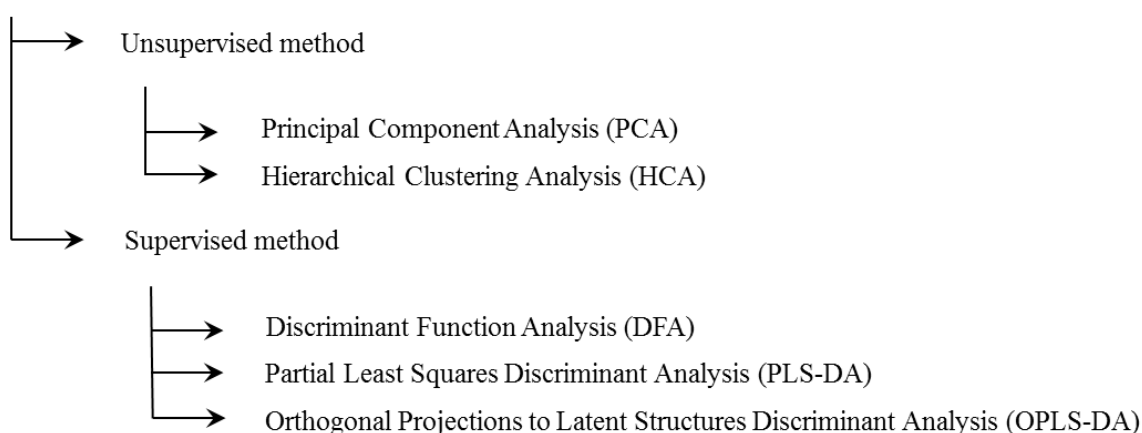 Unsupervised method
Principal Component Analysis (PCA)
Hierarchical Clustering Analysis (HCA)
Supervised method
Discriminant Function Analysis (DFA)
Partial Least Squares Discriminant Analysis (PLS-DA)
Orthogonal Projections to Latent Structures Discriminant Analysis (OPLS-DA)